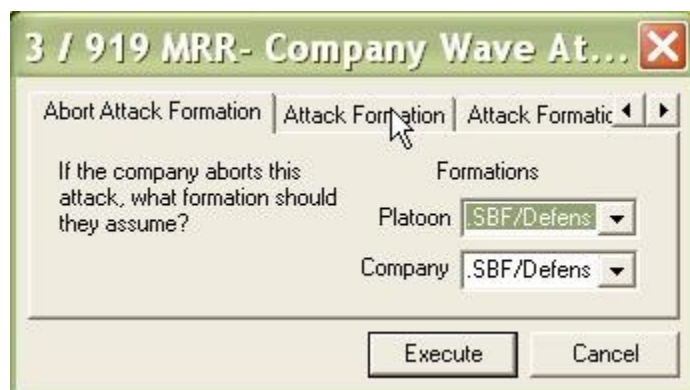 3 / 919 MRR- Company Wave At...
Abort Attack Formation
Attack Formation
Attack Formatic
If the company aborts this
attack, what formation should
they assume?
Formations
Platoon .SBF/Defens
Company .SBF/Defens
Execute
Cancel